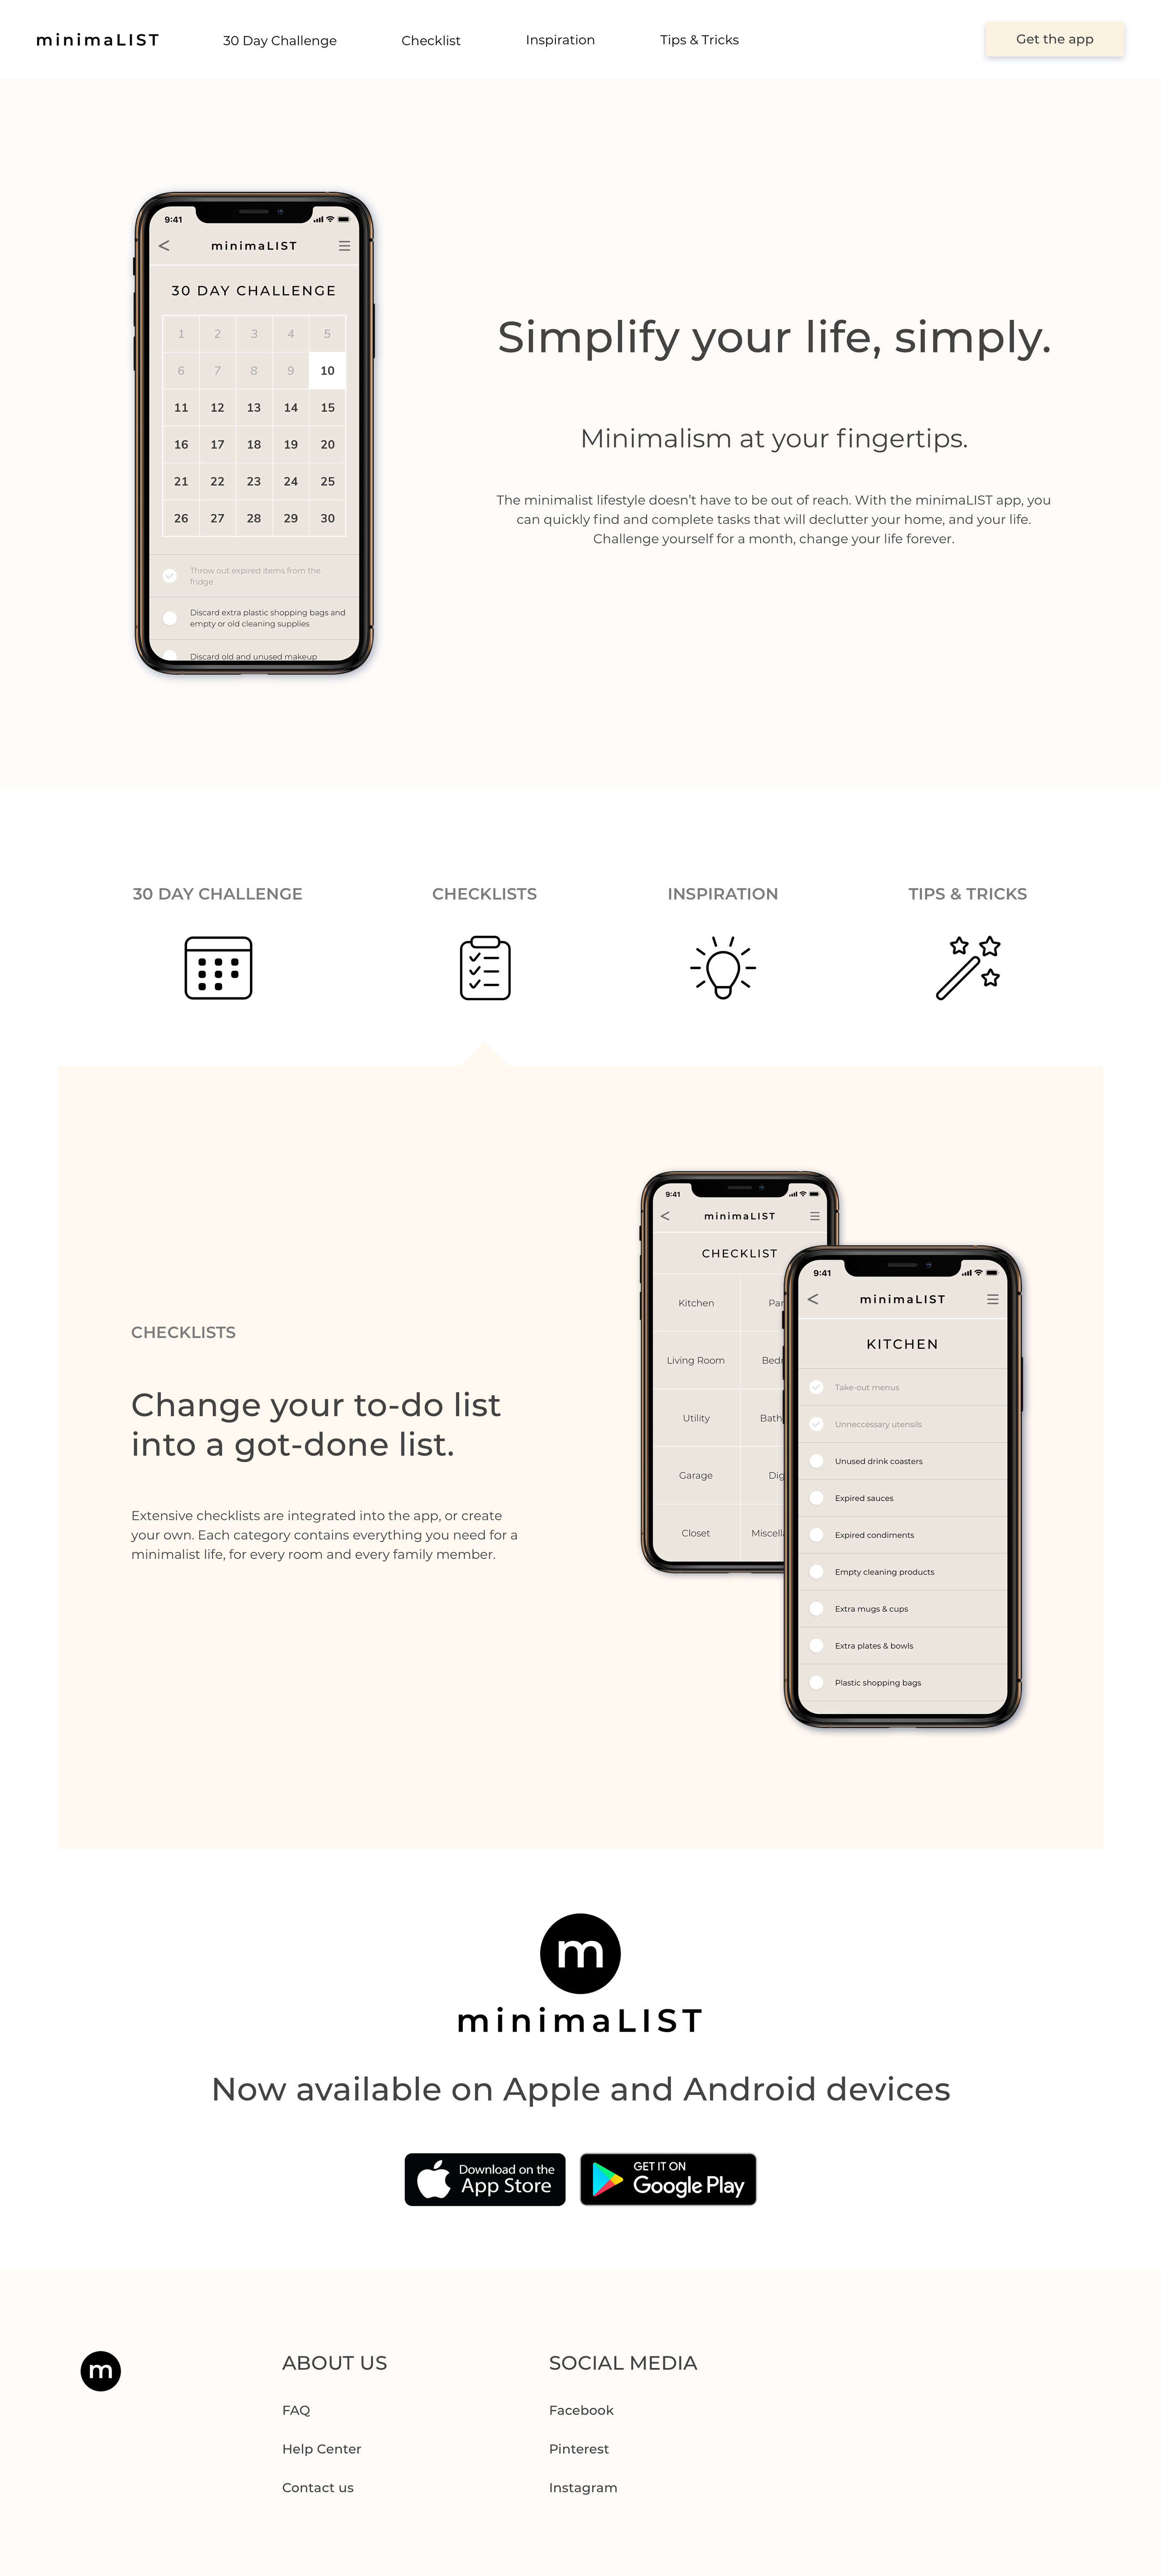 minimaLIST
30 Day Challenge
Checklist
Inspiration
Tips & Tricks
Get the app
9:41
minimaLIST
30 DAY CHALLENGE
1 2 3 4 5
6 7 8 9 10
11 12 13 14 15
16 17 18 19 20
21 22 23 24 25
26 27 28 29 30
Throw out expired items from the
fridge
Discard extra plastic shopping bags and
empty or old cleaning supplies
Discard old and unused makeup
Simplify your life, simply.
Minimalism at your fingertips.
The minimalist lifestyle doesn’t have to be out of reach. With the minimaLIST app, you
can quickly find and complete tasks that will declutter your home, and your life.
Challenge yourself for a month, change your life forever.
30 DAY CHALLENGE
CHECKLISTS
INSPIRATION
TIPS & TRICKS
CHECKLISTS
Change your to-do list
into a got-done list.
Extensive checklists are integrated into the app, or create
your own. Each category contains everything you need for a
minimalist life, for every room and every family member.
9:41
minimaLIST
CHECKLIST
Kitchen
Living Room
Utility
Garage
Closet
9:41
minimaLIST
KITCHEN
Take-out menus
Unneccessary utensils
Unused drink coasters
Expired sauces
Expired condiments
Empty cleaning products
Extra mugs & cups
Extra plates & bowls
Plastic shopping bags
m
minimaLIST
Now available on Apple and Android devices
Download on the
App Store
GET IT ON
Google Play
m
ABOUT US
FAQ
Help Center
Contact us
SOCIAL MEDIA
Facebook
Pinterest
Instagram